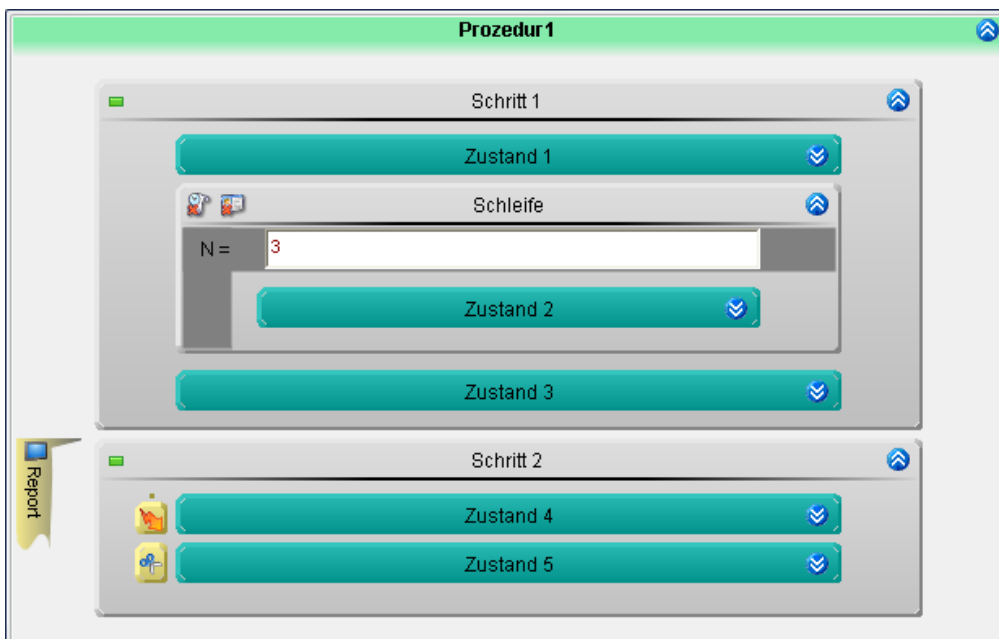 Prozedur1
Schritt 1
Zustand 1
Schleife
N = 3
Zustand 2
Zustand 3
Report
Schritt 2
Zustand 4
Zustand 5